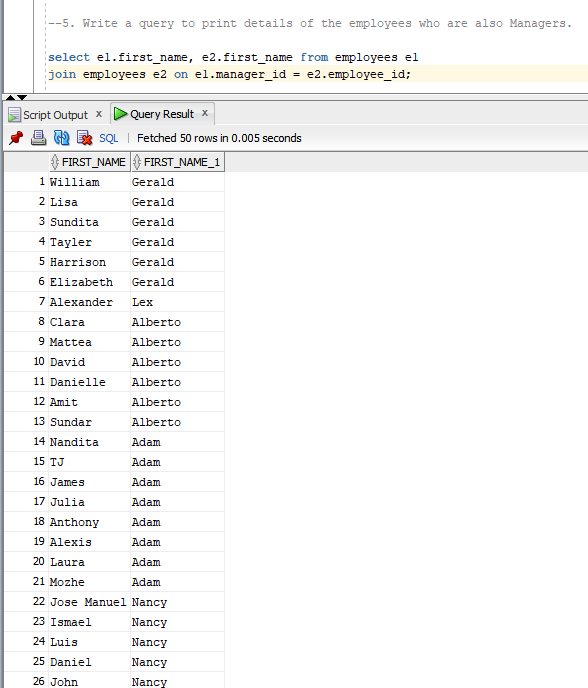 --5. Write a query to print details of the employees who are also Managers.
select e1.first_name, e2.first_name from employees e1
join employees e2 on e1.manager_id = e2.employee_id;
Script Output x Query Result x
SQL | Fetched 50 rows in 0.005 seconds
FIRST_NAME FIRST_NAME_1
1 William Gerald
2 Lisa Gerald
3 Sundita Gerald
4 Tayler Gerald
5 Harrison Gerald
6 Elizabeth Gerald
7 Alexander Lex
8 Clara Alberto
9 Mattea Alberto
10 David Alberto
11 Danielle Alberto
12 Amit Alberto
13 Sundar Alberto
14 Nandita Adam
15 TJ Adam
16 James Adam
17 Julia Adam
18 Anthony Adam
19 Alexis Adam
20 Laura Adam
21 Mozhe Adam
22 Jose Manuel Nancy
23 Ismael Nancy
24 Luis Nancy
25 Daniel Nancy
26 John Nancy